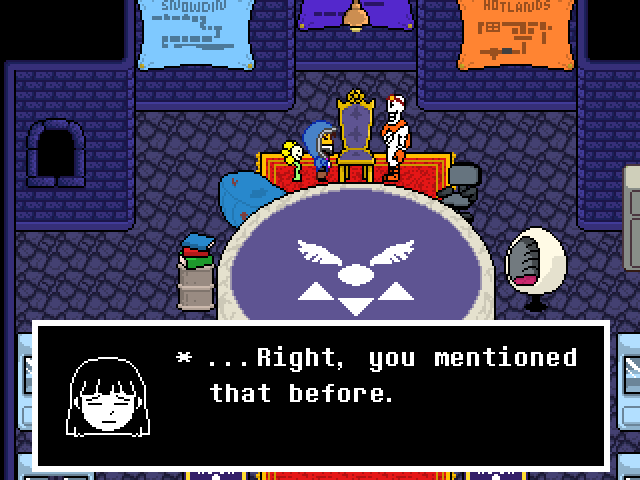 SNOWDIN
HOTLANDS
* ...Right, you mentioned
that before.